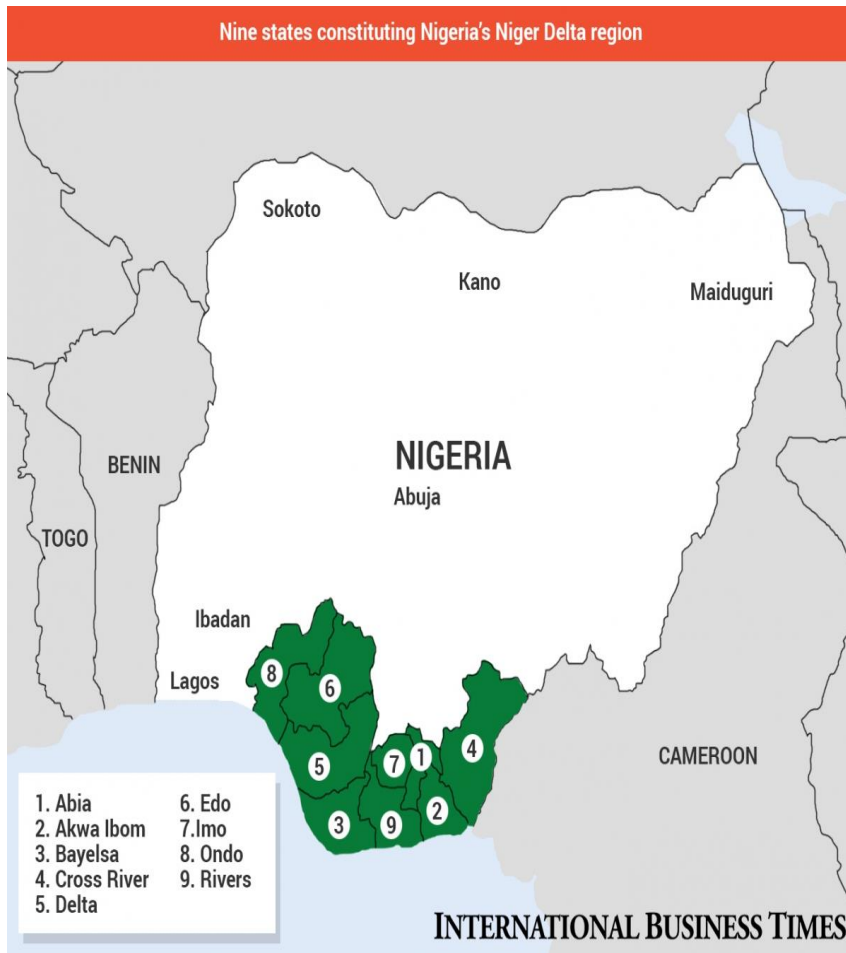 Nine states constituting Nigeria's Niger Delta region
Sokoto
Kano
Maiduguri
NIGERIA
BENIN
Abuja
TOGO
Ibadan
8
Lagos
6
4
CAMEROON
1
7
5
2
3
9
1. Abia
2. Akwa Ibom
3. Bayelsa
4. Cross River
5. Delta
6. Edo
7.Imo
8. Ondo
9. Rivers
INTERNATIONAL BUSINESS TIMES